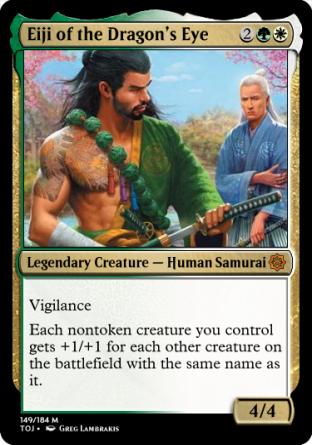 Eiji of the Dragon's Eye 2
Legendary Creature — Human Samurai
Vigilance
Each nontoken creature you control
gets +1/+1 for each other creature on
the battlefield with the same name as
it.
4/4
149/184 M
TOJ • Greg Lambrakis